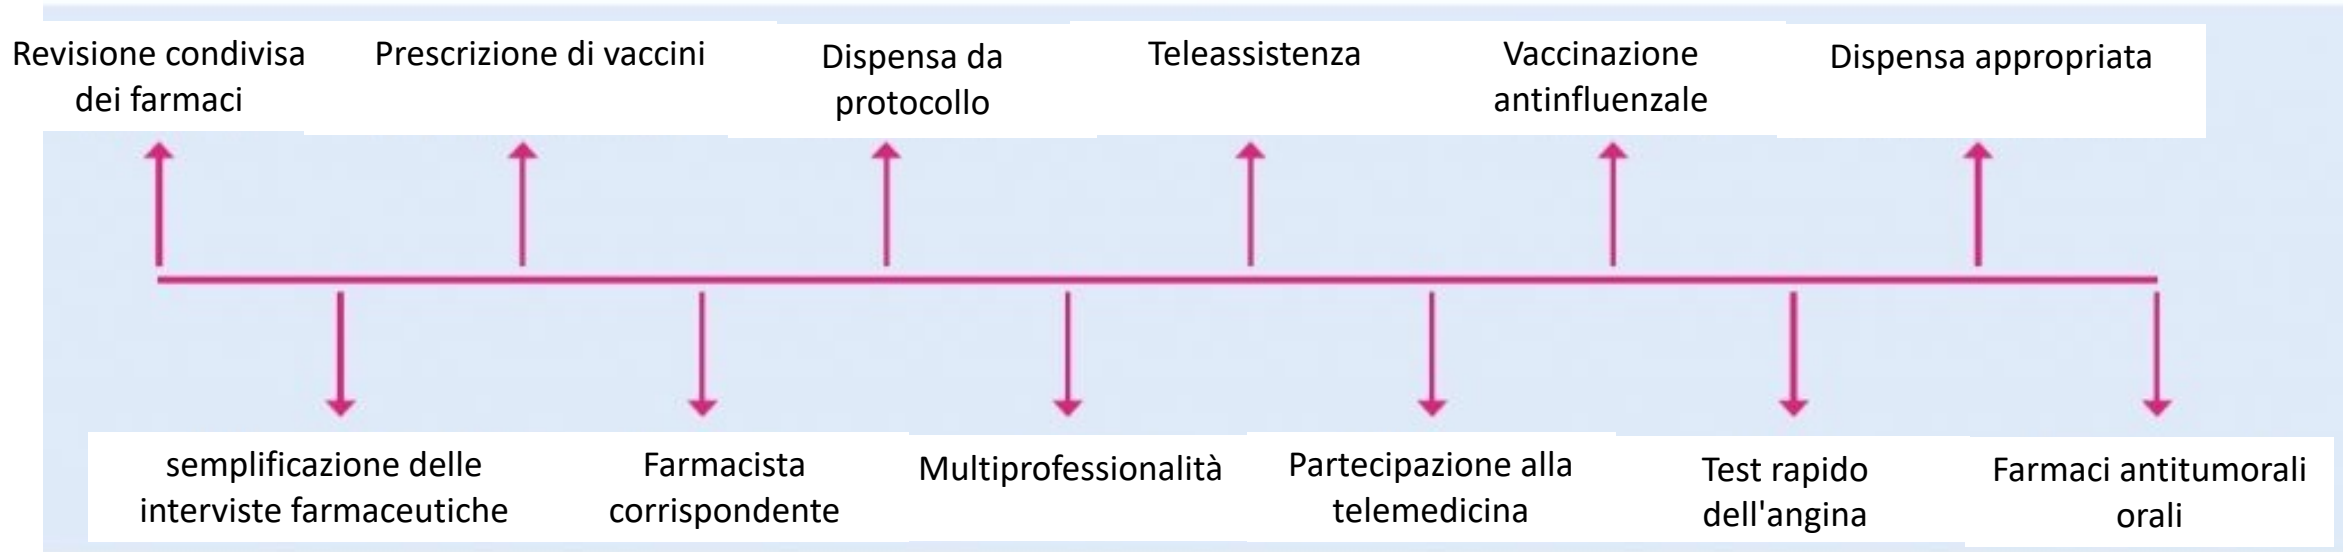 Revisione condivisa
dei farmaci
Prescrizione di vaccini
Dispensa da
protocollo
Teleassistenza
Vaccinazione
antinfluenzale
Dispensa appropriata
semplificazione delle
interviste farmaceutiche
Farmacista
corrispondente
Multiprofessionalità
Partecipazione alla
telemedicina
Test rapido
dell'angina
Farmaci antitumorali
orali